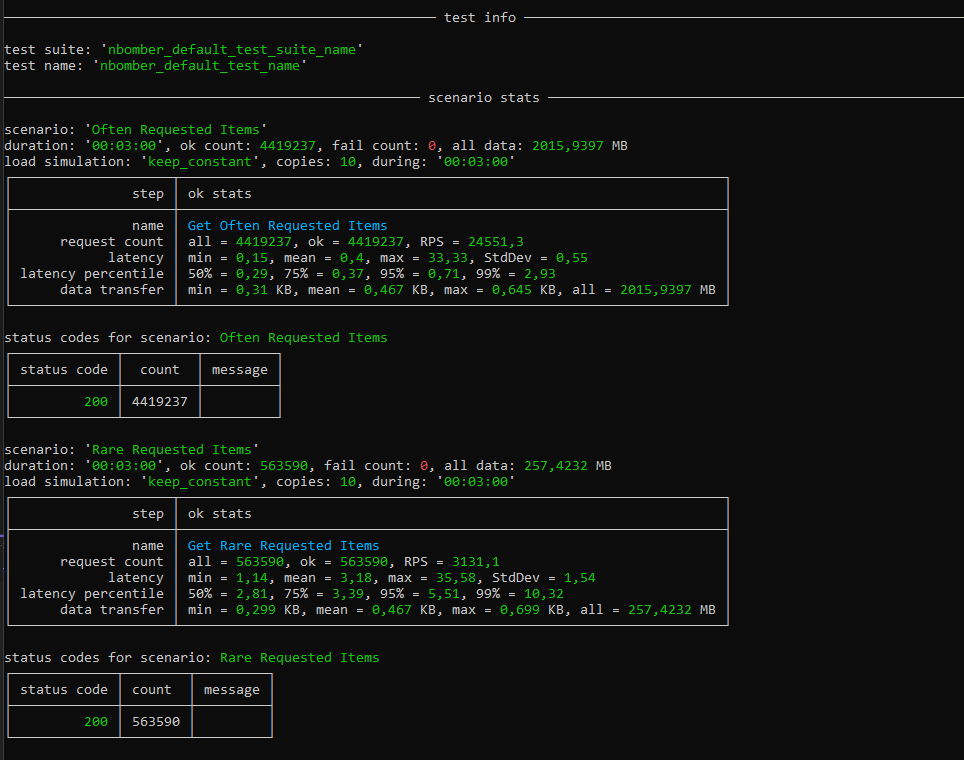 test info
test suite: 'nbomber_default_test_suite_name'
test name: 'nbomber_default_test_name'
scenario stats
scenario: 'Often Requested Items'
duration: '00:03:00', ok count: 4419237, fail count: 0, all data: 2015,9397 MB
load simulation: 'keep_constant', copies: 10, during: '00:03:00'
step ok stats
name Get Often Requested Items
request count all = 4419237, ok = 4419237, RPS = 24551,3
latency min = 0,15, mean = 0,4, max = 33,33, StdDev = 0,55
latency percentile 50% = 0,29, 75% = 0,37, 95% = 0,71, 99% = 2,93
data transfer min = 0,31 KB, mean = 0,467 KB, max = 0,645 KB, all = 2015,9397 MB
status codes for scenario: Often Requested Items
status code count message
200 4419237
scenario: 'Rare Requested Items'
duration: '00:03:00', ok count: 563590, fail count: 0, all data: 257,4232 MB
load simulation: 'keep_constant', copies: 10, during: '00:03:00'
step ok stats
name Get Rare Requested Items
request count all = 563590, ok = 563590, RPS = 3131,1
latency min = 1,14, mean = 3,18, max = 35,58, StdDev = 1,54
latency percentile 50% = 2,81, 75% = 3,39, 95% = 5,51, 99% = 10,32
data transfer min = 0,299 KB, mean = 0,467 KB, max = 0,699 KB, all = 257,4232 MB
status codes for scenario: Rare Requested Items
status code count message
200 563590